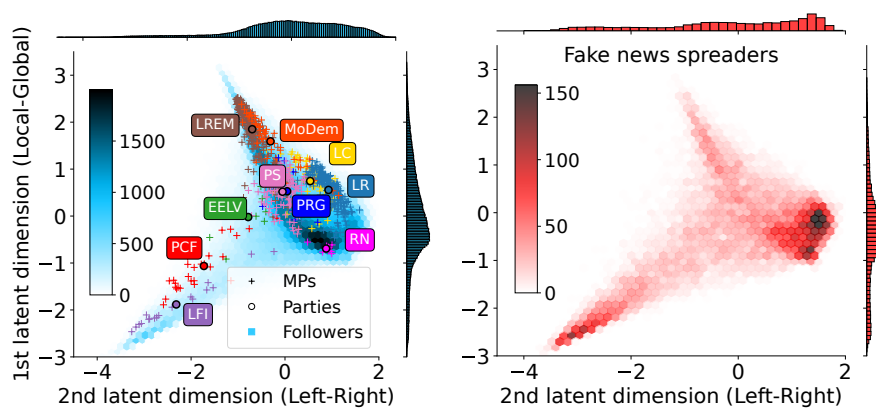 1st latent dimension (Local-Global)
3
2
1
0
−1
−2
−3
1500
1000
500
0
LREM
MoDem
LC
PS
LR
EELV
PRG
RN
PCF
LFI
MPs
Parties
Followers
−4
−2
0
2
2nd latent dimension (Left-Right)
Fake news spreaders
3
2
1
0
−1
−2
−3
150
100
50
0
−4
−2
0
2
2nd latent dimension (Left-Right)